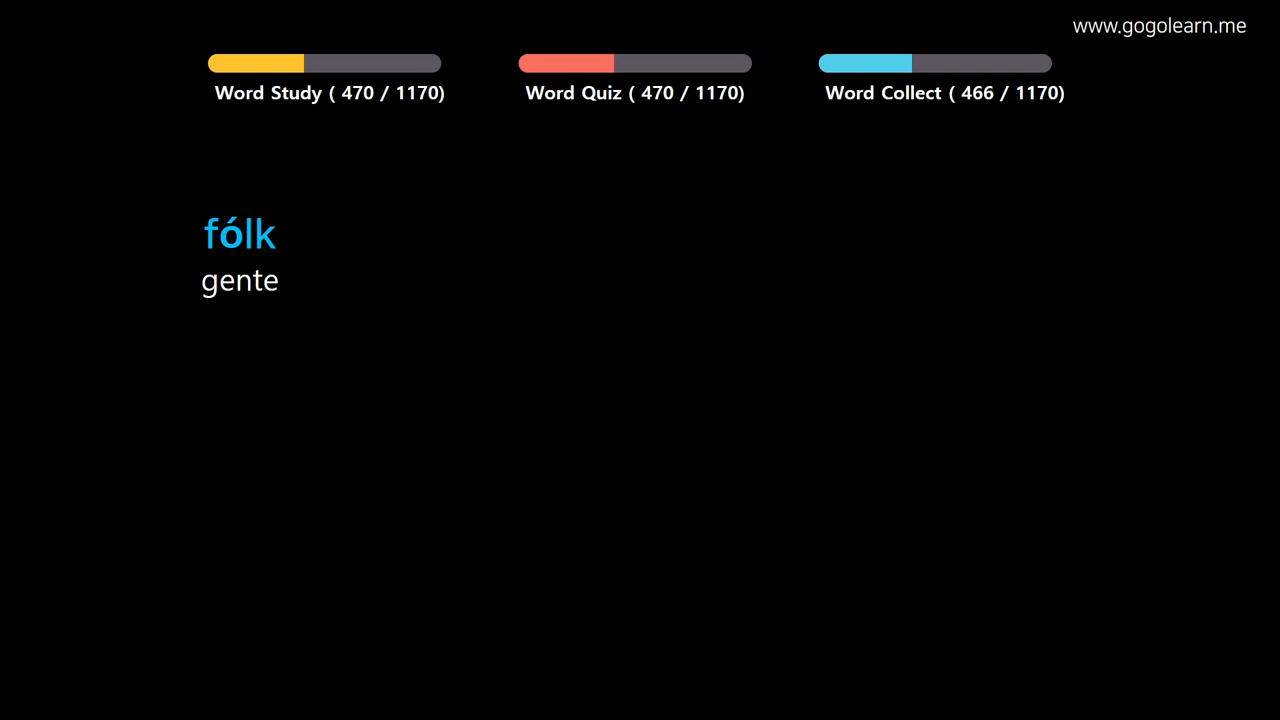 www.gogolearn.me
Word Study ( 470 / 1170)
Word Quiz ( 470 / 1170)
Word Collect ( 466 / 1170)
fólk
gente